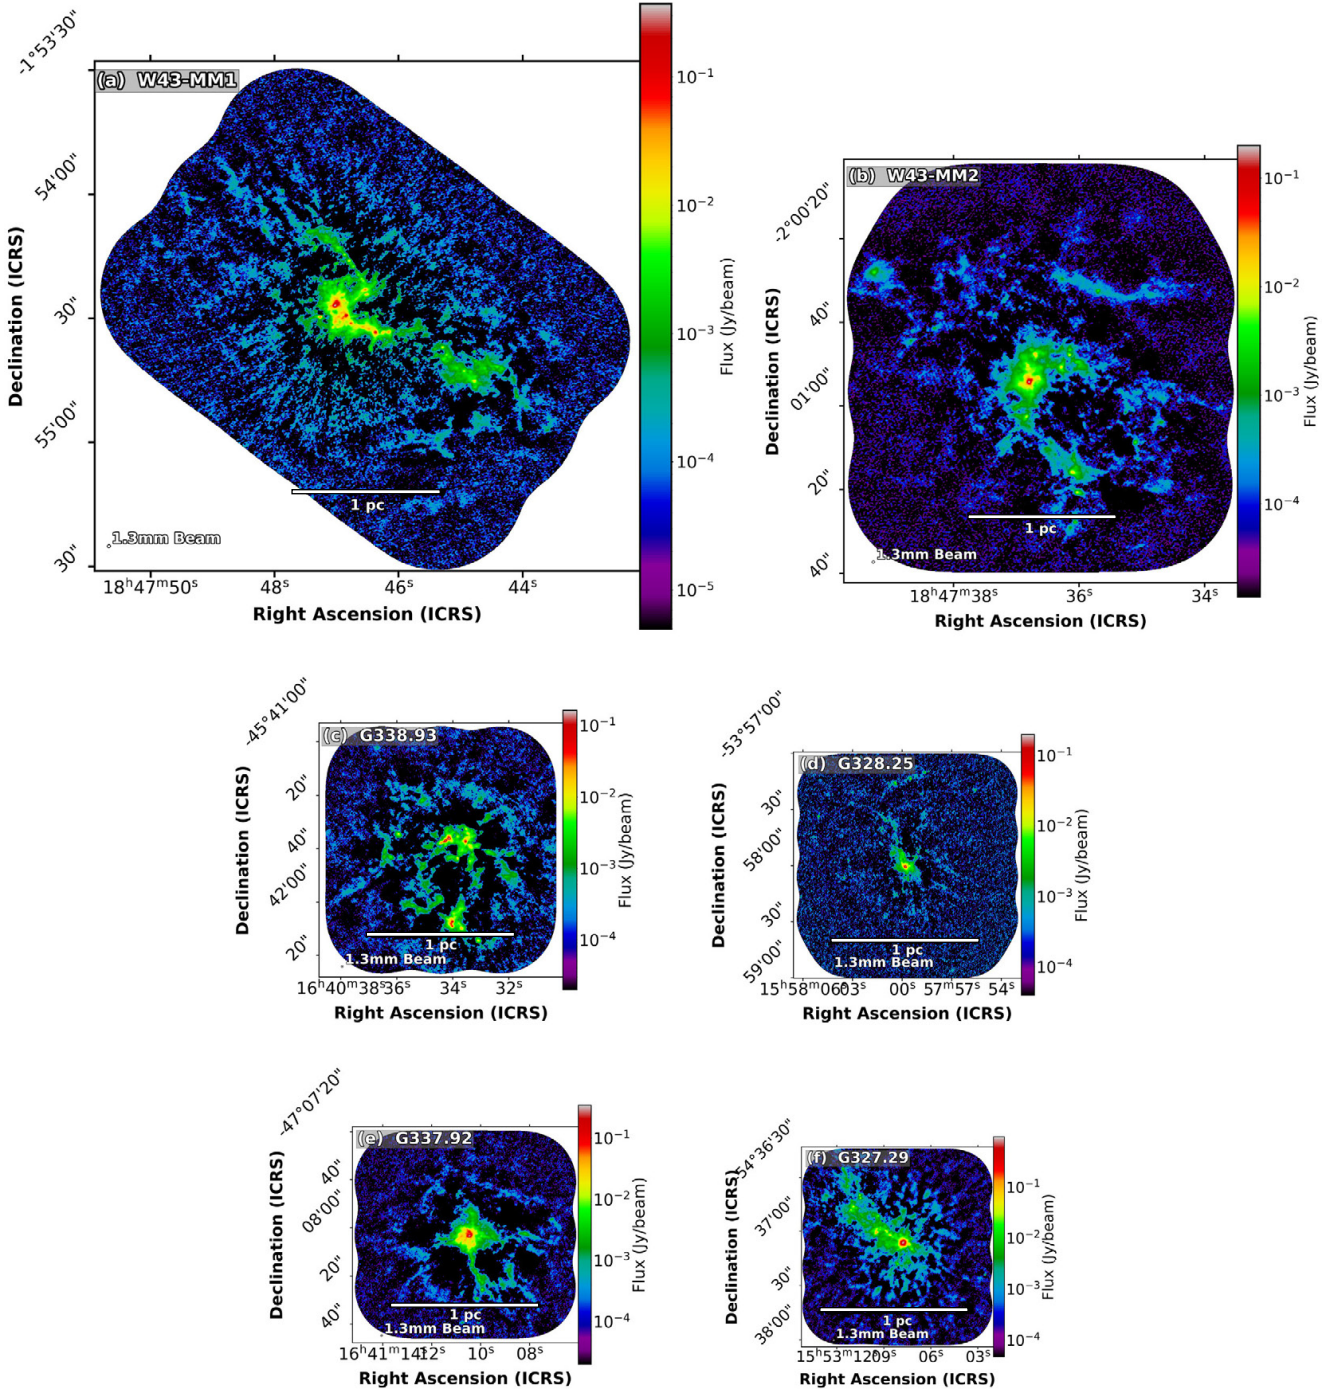 (a) W43-MM1
-1°53'30"
54'00"
30"
55'00"
30"
Declination (ICRS)
1 pc
1.3mm Beam
18ʰ47ᵐ50ˢ 48ˢ 46ˢ 44ˢ
Right Ascension (ICRS)
10⁻¹
10⁻²
10⁻³
10⁻⁴
10⁻⁵
Flux (Jy/beam)
(b) W43-MM2
-2°00'20"
40"
01'00"
20"
40"
Declination (ICRS)
1 pc
1.3mm Beam
18ʰ47ᵐ38ˢ 36ˢ 34ˢ
Right Ascension (ICRS)
10⁻¹
10⁻²
10⁻³
10⁻⁴
Flux (Jy/beam)
(c) G338.93
-45°41'00"
20"
40"
42'00"
20"
Declination (ICRS)
1 pc
1.3mm Beam
16ʰ40ᵐ38ˢ36ˢ 34ˢ 32ˢ
Right Ascension (ICRS)
10⁻¹
10⁻²
10⁻³
10⁻⁴
Flux (Jy/beam)
(d) G328.25
-53°57'00"
30"
58'00"
30"
59'00"
Declination (ICRS)
1 pc
1.3mm Beam
15ʰ58ᵐ06ˢ03ˢ 00ˢ 57ᵐ57ˢ 54ˢ
Right Ascension (ICRS)
10⁻¹
10⁻²
10⁻³
10⁻⁴
Flux (Jy/beam)
(e) G337.92
-47°07'20"
40"
08'00"
20"
40"
Declination (ICRS)
1 pc
1.3mm Beam
16ʰ41ᵐ14ˢ12ˢ 10ˢ 08ˢ
Right Ascension (ICRS)
10⁻¹
10⁻²
10⁻³
10⁻⁴
Flux (Jy/beam)
(f) G327.29
-54°36'30"
37'00"
30"
38'00"
Declination (ICRS)
1 pc
1.3mm Beam
15ʰ53ᵐ12ˢ09ˢ 06ˢ 03ˢ
Right Ascension (ICRS)
10⁻¹
10⁻²
10⁻³
10⁻⁴
Flux (Jy/beam)